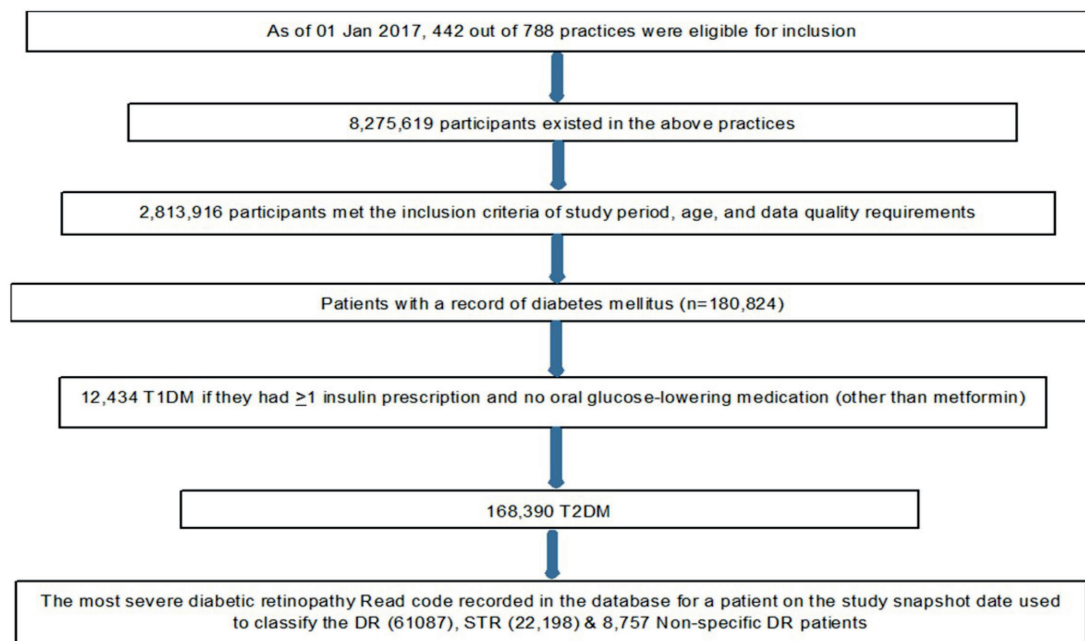 As of 01 Jan 2017, 442 out of 788 practices were eligible for inclusion
8,275,619 participants existed in the above practices
2,813,916 participants met the inclusion criteria of study period, age, and data quality requirements
Patients with a record of diabetes mellitus (n=180,824)
12,434 T1DM if they had ≥1 insulin prescription and no oral glucose-lowering medication (other than metformin)
168,390 T2DM
The most severe diabetic retinopathy Read code recorded in the database for a patient on the study snapshot date used
to classify the DR (61087), STR (22,198) & 8,757 Non-specific DR patients